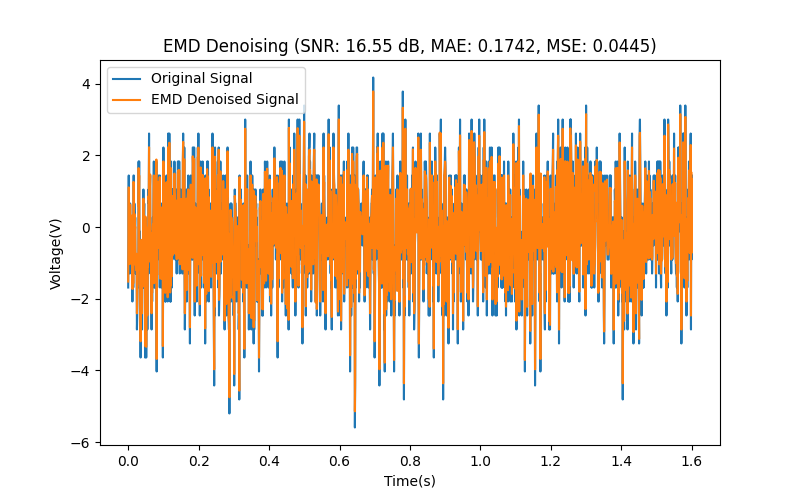 EMD Denoising (SNR: 16.55 dB, MAE: 0.1742, MSE: 0.0445)
Original Signal
EMD Denoised Signal
4
2
0
−2
−4
−6
Voltage(V)
0.0 0.2 0.4 0.6 0.8 1.0 1.2 1.4 1.6
Time(s)